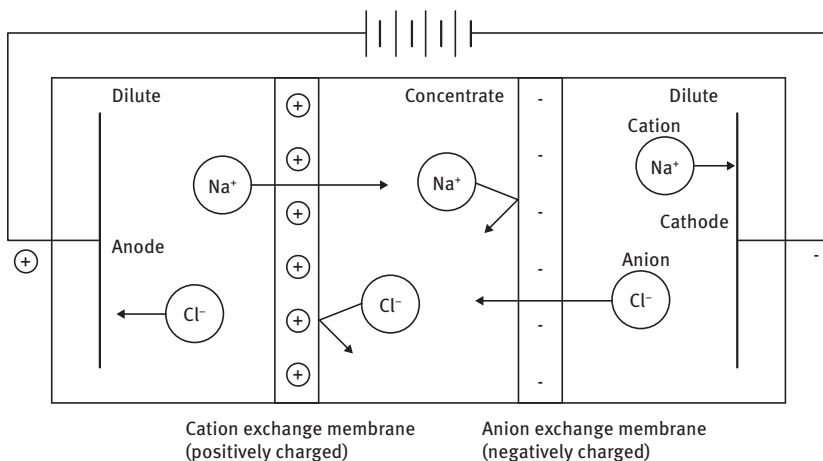 Dilute
Concentrate
Dilute
+
+
+
+
+
+
-
-
-
-
-
-
Cation
Na⁺
Na⁺
Na⁺
Anode
Cathode
+
-
Anion
Cl⁻
Cl⁻
Cl⁻
Cation exchange membrane
(positively charged)
Anion exchange membrane
(negatively charged)